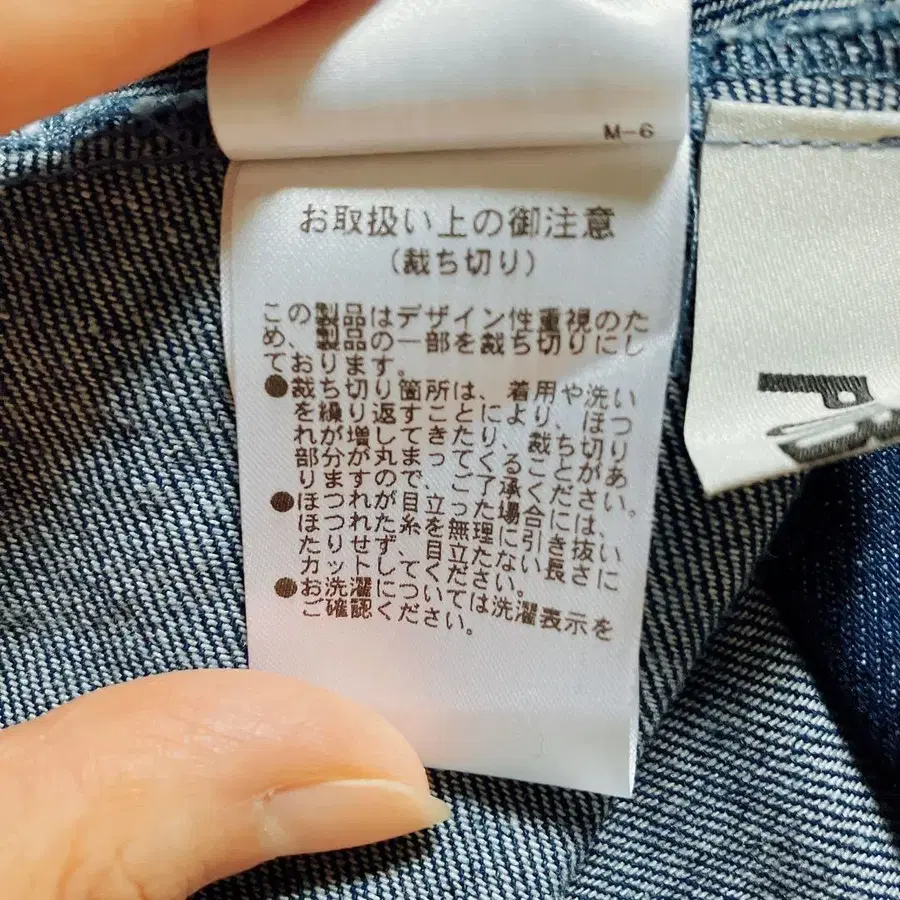 M-6
お取扱い上の御注意
(裁ち切り)
この製品はデザイン性重視のた
め、製品の一部を裁ち切りにし
ております。
●裁ち切り箇所は、着用や洗い
を繰り返すことにより、ほつ
れが増してきたり、裁ち切り
部分が丸まってくることがあ
りますので、ご了承ください。
●ほつれが目立った場合には、
ほつれた糸を無理に引き抜い
たりせず、目立たない長さに
カットしてください。
●お洗濯については洗濯表示を
ご確認ください。